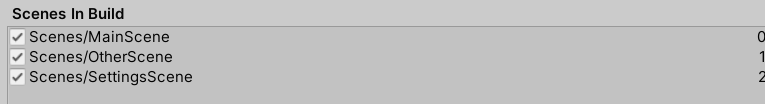 Scenes In Build
Scenes/MainScene 0
Scenes/OtherScene 1
Scenes/SettingsScene 2